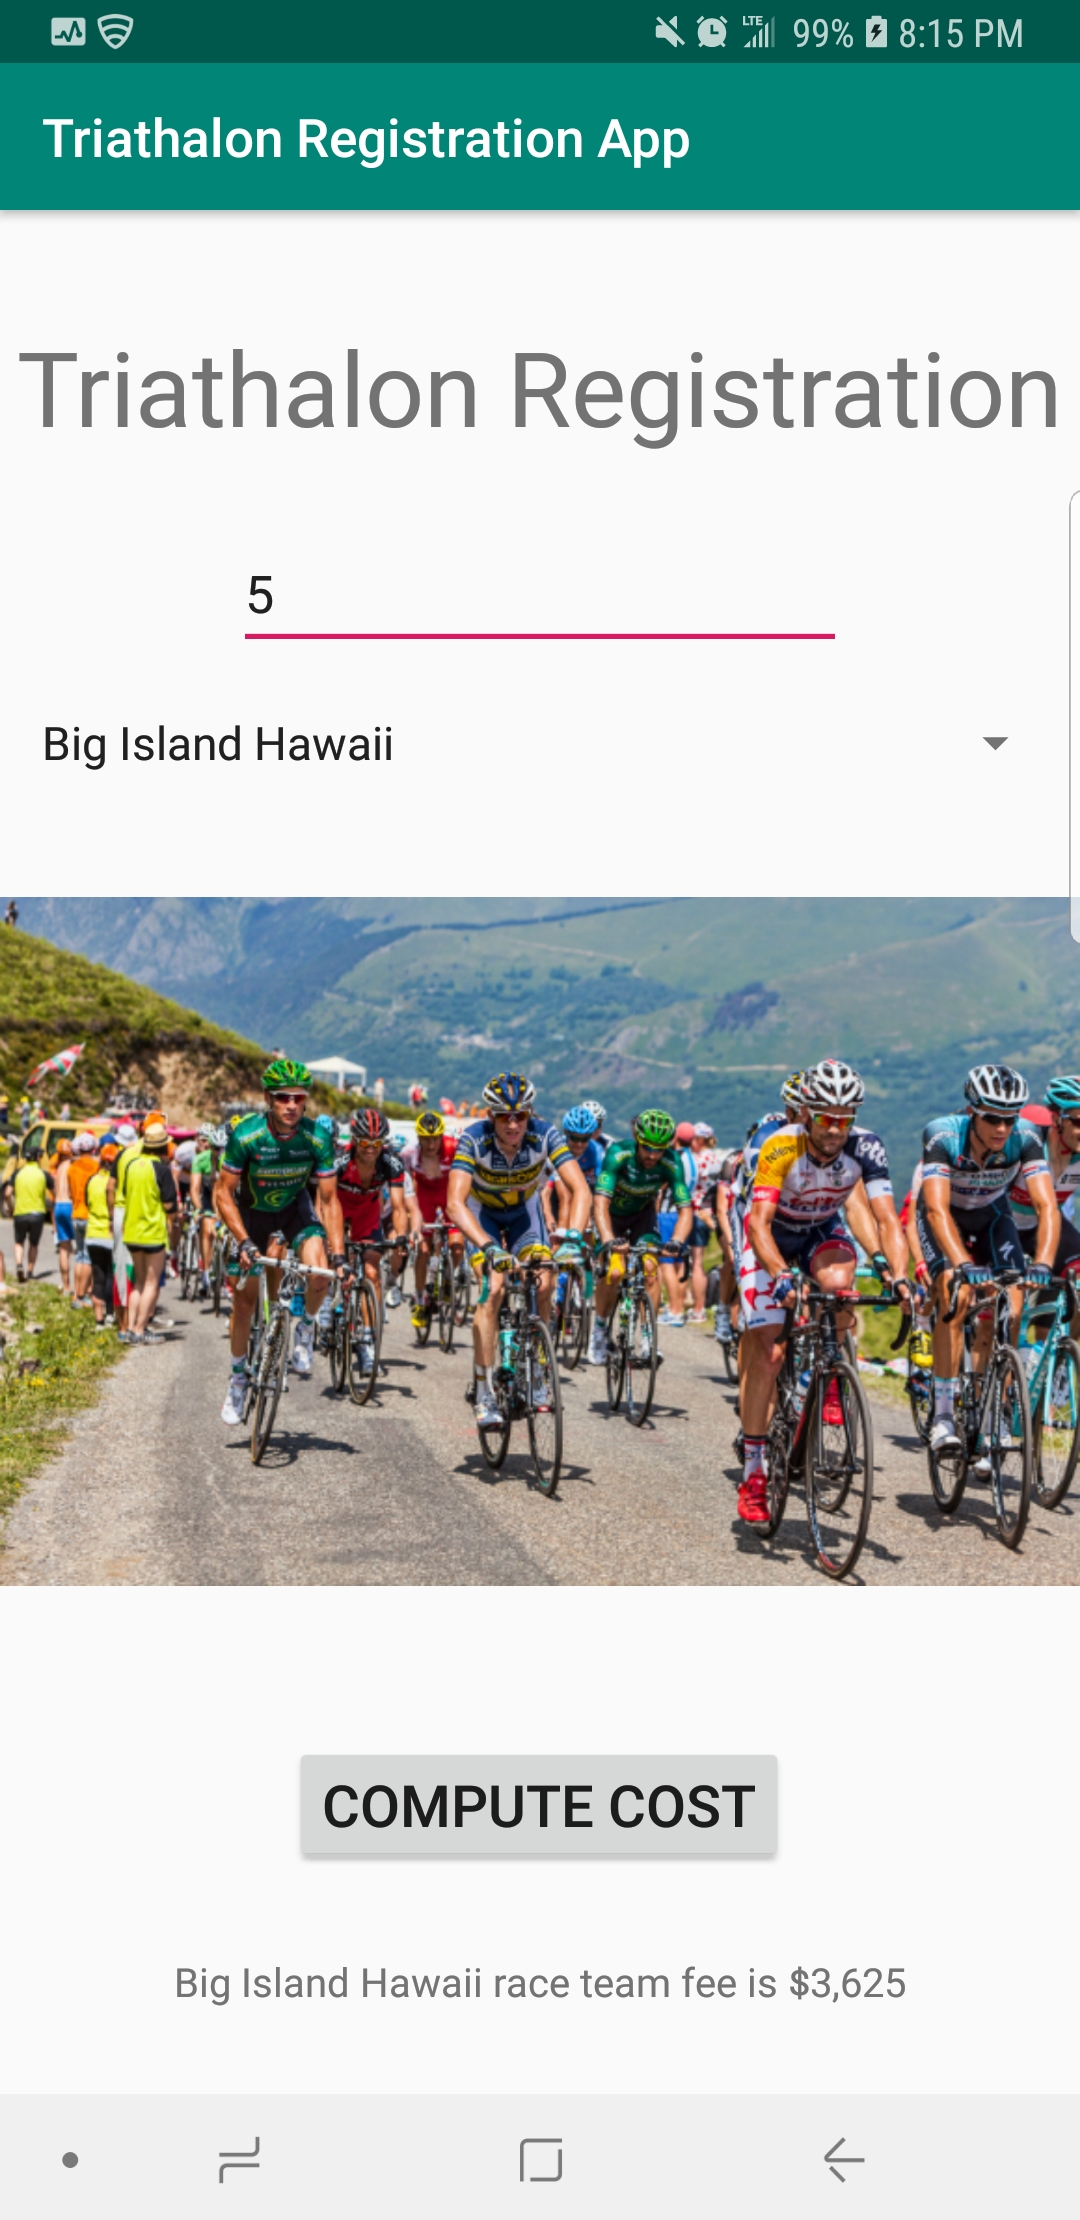 LTE 99% 8:15 PM
Triathalon Registration App
Triathalon Registration
5
Big Island Hawaii
COMPUTE COST
Big Island Hawaii race team fee is $3,625